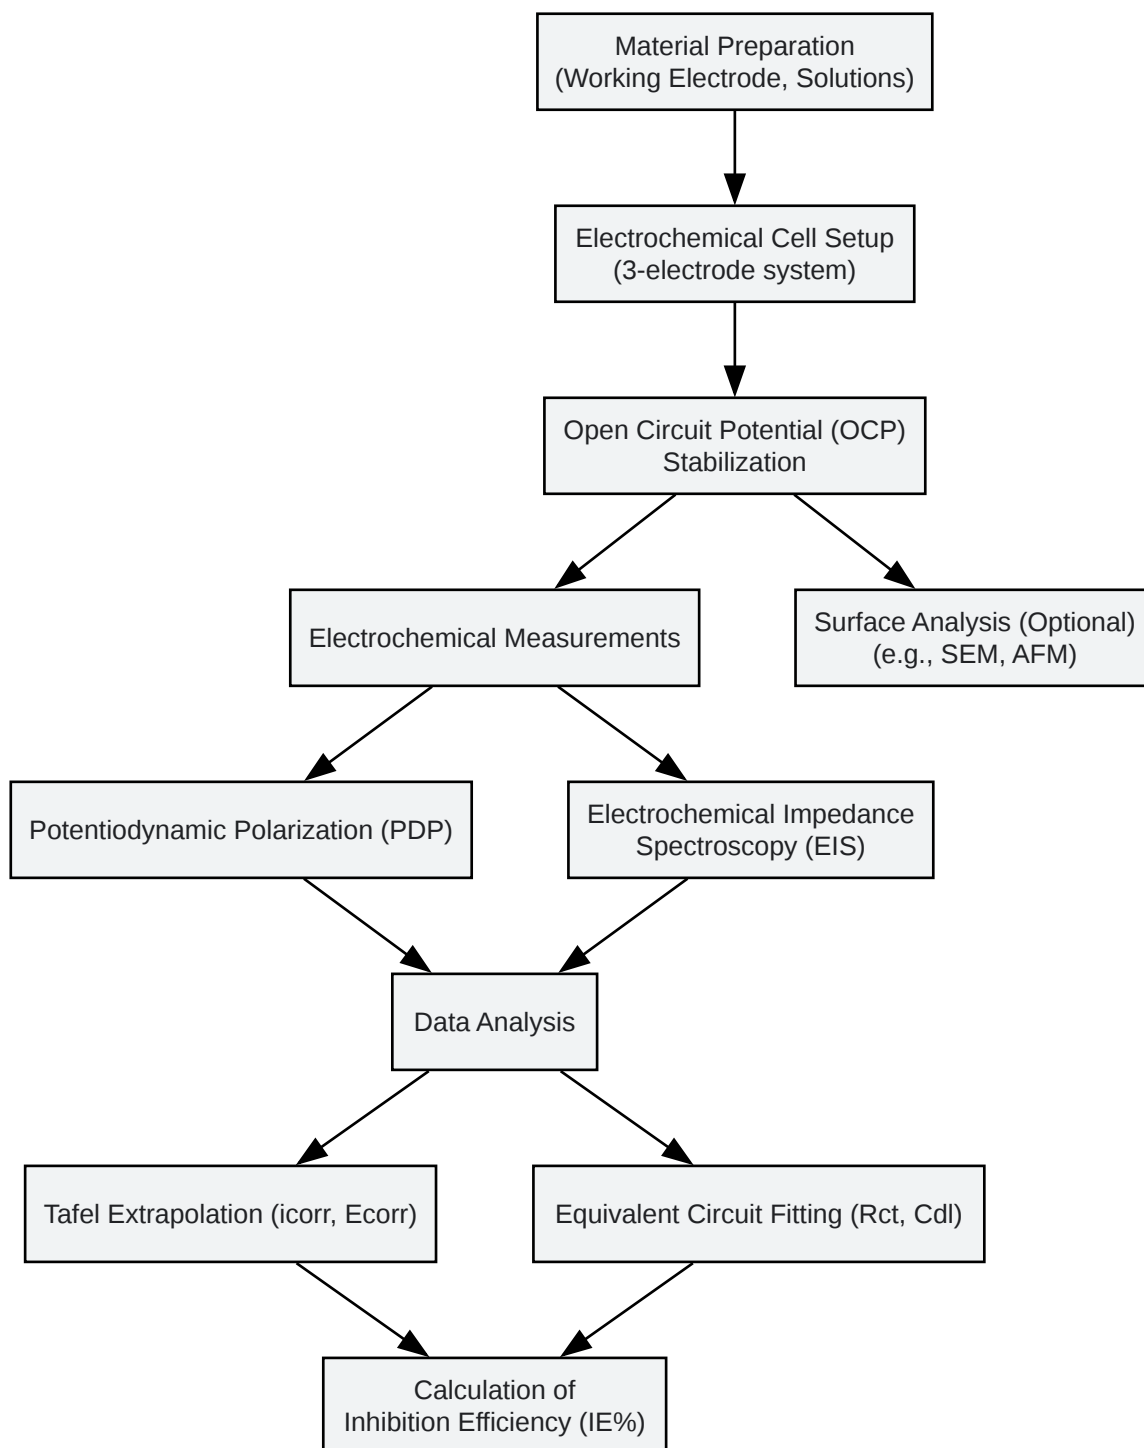 Material Preparation
(Working Electrode, Solutions)
Electrochemical Cell Setup
(3-electrode system)
Open Circuit Potential (OCP)
Stabilization
Electrochemical Measurements
Surface Analysis (Optional)
(e.g., SEM, AFM)
Potentiodynamic Polarization (PDP)
Electrochemical Impedance
Spectroscopy (EIS)
Data Analysis
Tafel Extrapolation (icorr, Ecorr)
Equivalent Circuit Fitting (Rct, Cdl)
Calculation of
Inhibition Efficiency (IE%)